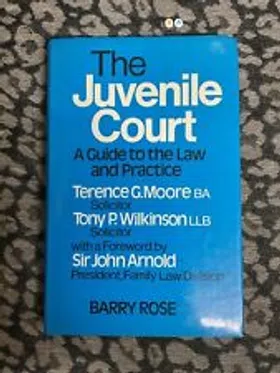 The
Juvenile
Court
A Guide to the Law
and Practice
Terence G.Moore BA
Solicitor
Tony P.Wilkinson LLB
Solicitor
with a Foreword by
Sir John Arnold
President, Family Law Division
BARRY ROSE